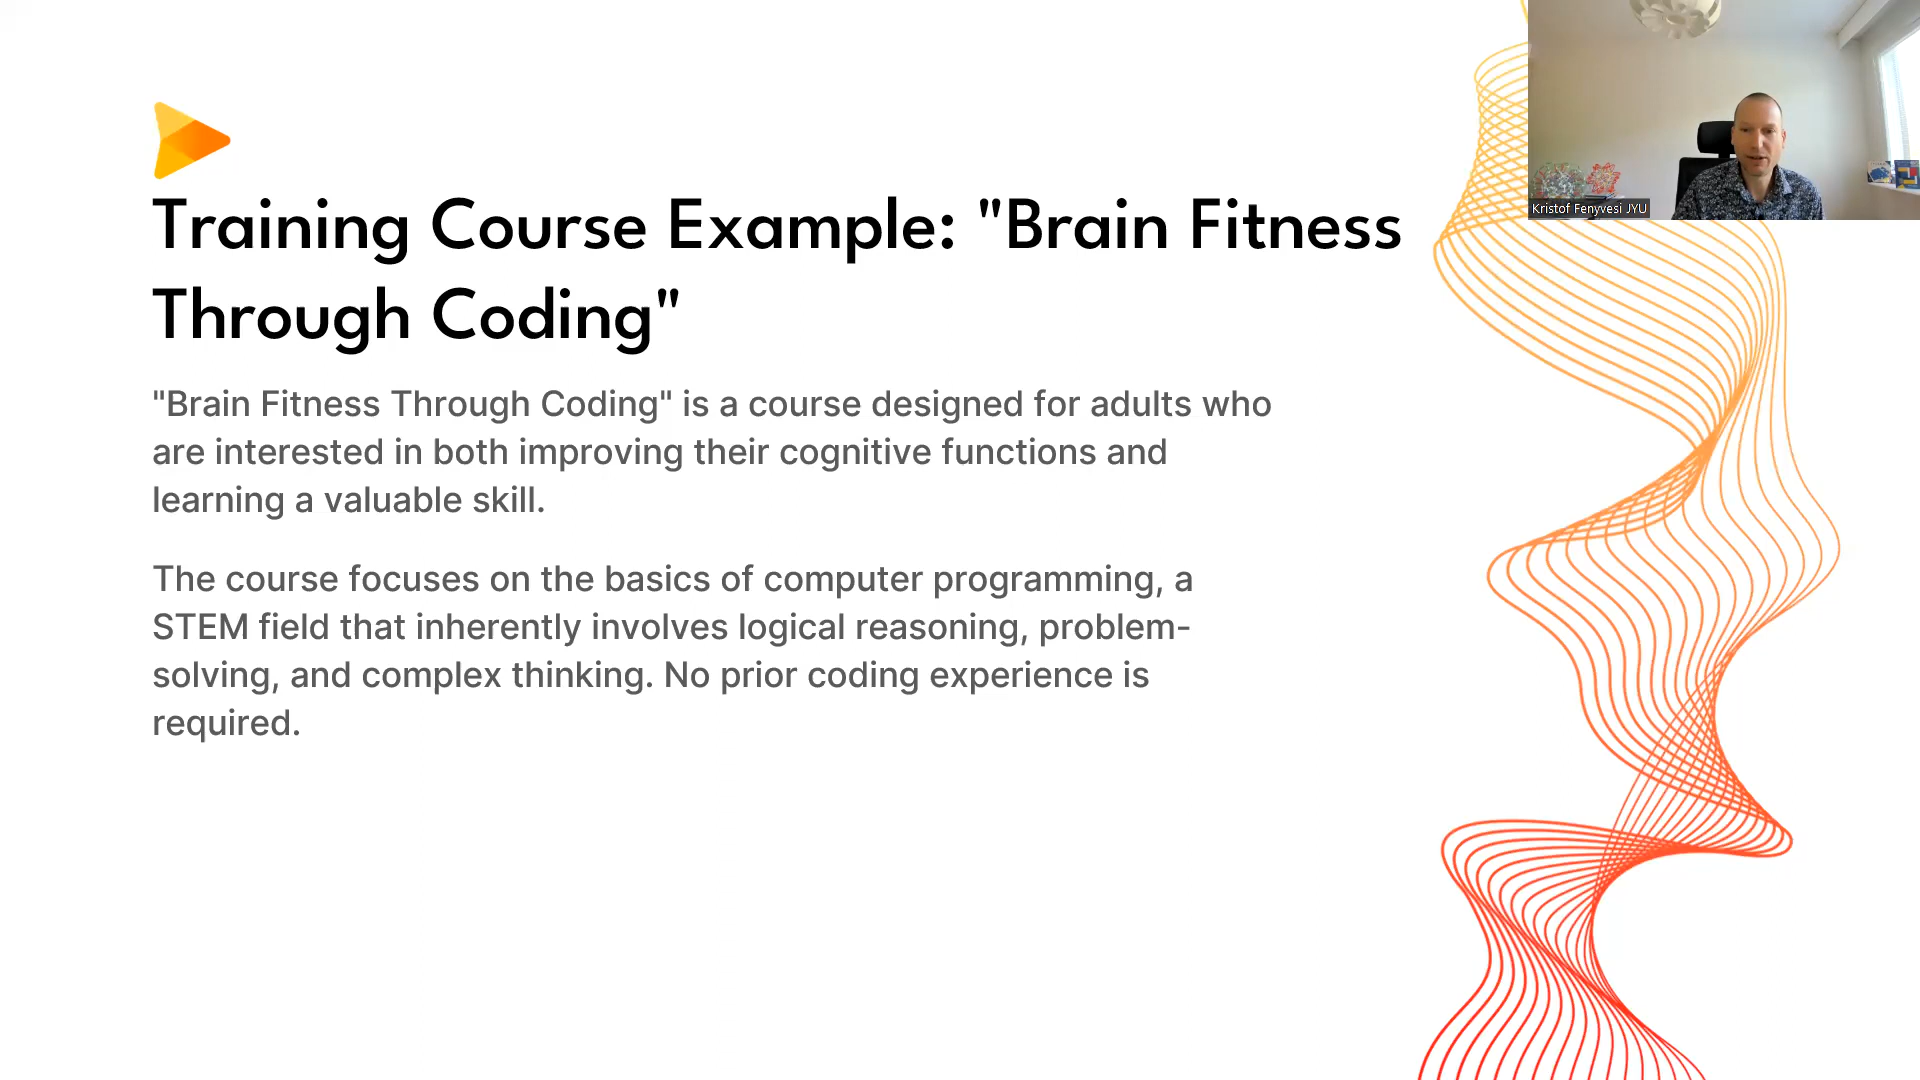 Training Course Example: "Brain Fitness
Through Coding"
"Brain Fitness Through Coding" is a course designed for adults who
are interested in both improving their cognitive functions and
learning a valuable skill.
The course focuses on the basics of computer programming, a
STEM field that inherently involves logical reasoning, problem-
solving, and complex thinking. No prior coding experience is
required.
Kristof Fenyvesi JYU